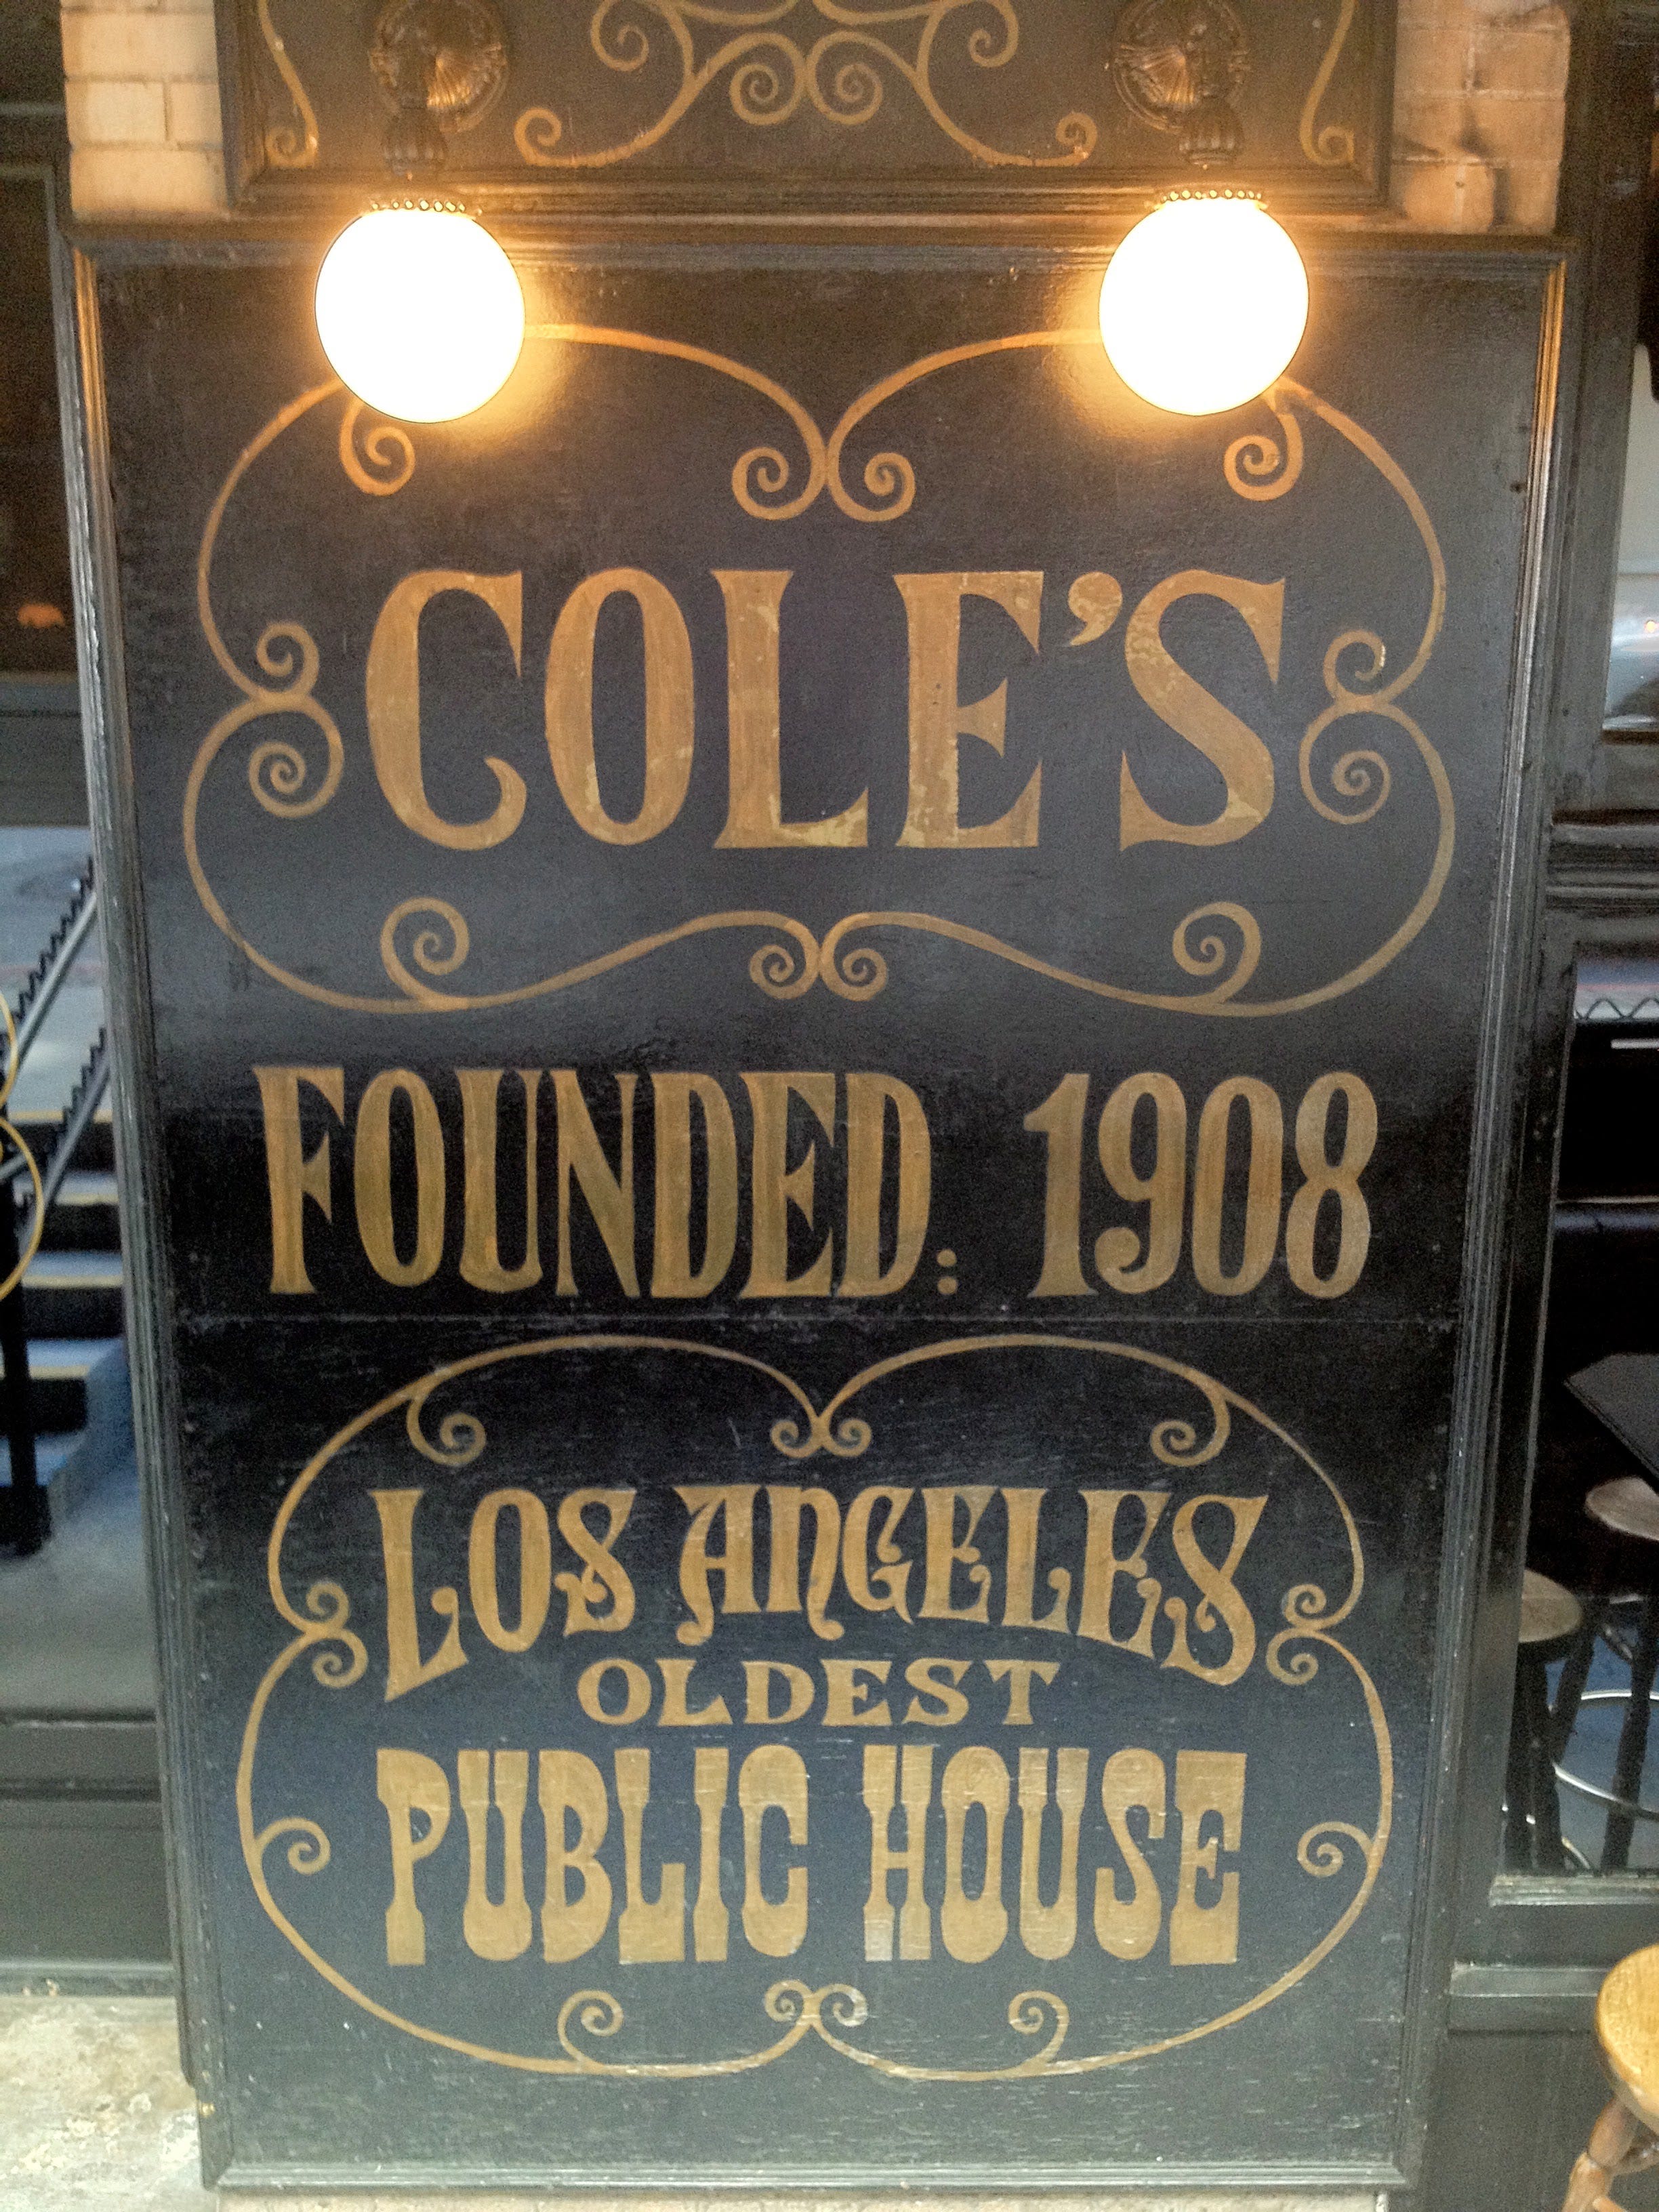 COLE'S
FOUNDED: 1908
LOS ANGELES
OLDEST
PUBLIC HOUSE